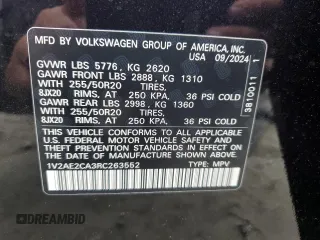 MFD. BY VOLKSWAGEN GROUP OF AMERICA, INC.
USA 09/2024
GVWR LBS 5776, KG 2620
GAWR FRONT LBS 2888, KG 1310
WITH 255/50R20 TIRES,
8JX20 RIMS, AT 250 KPA, 36 PSI COLD
GAWR REAR LBS 2998, KG 1360
WITH 255/50R20 TIRES,
8JX20 RIMS, AT 250 KPA, 36 PSI COLD
THIS VEHICLE CONFORMS TO ALL APPLICABLE
U.S. FEDERAL MOTOR VEHICLE SAFETY
STANDARDS IN EFFECT ON THE
DATE OF MANUFACTURE SHOWN ABOVE.
1V2AE2CA3RC263552 TYPE: MPV
3810011 1
DREAMBID